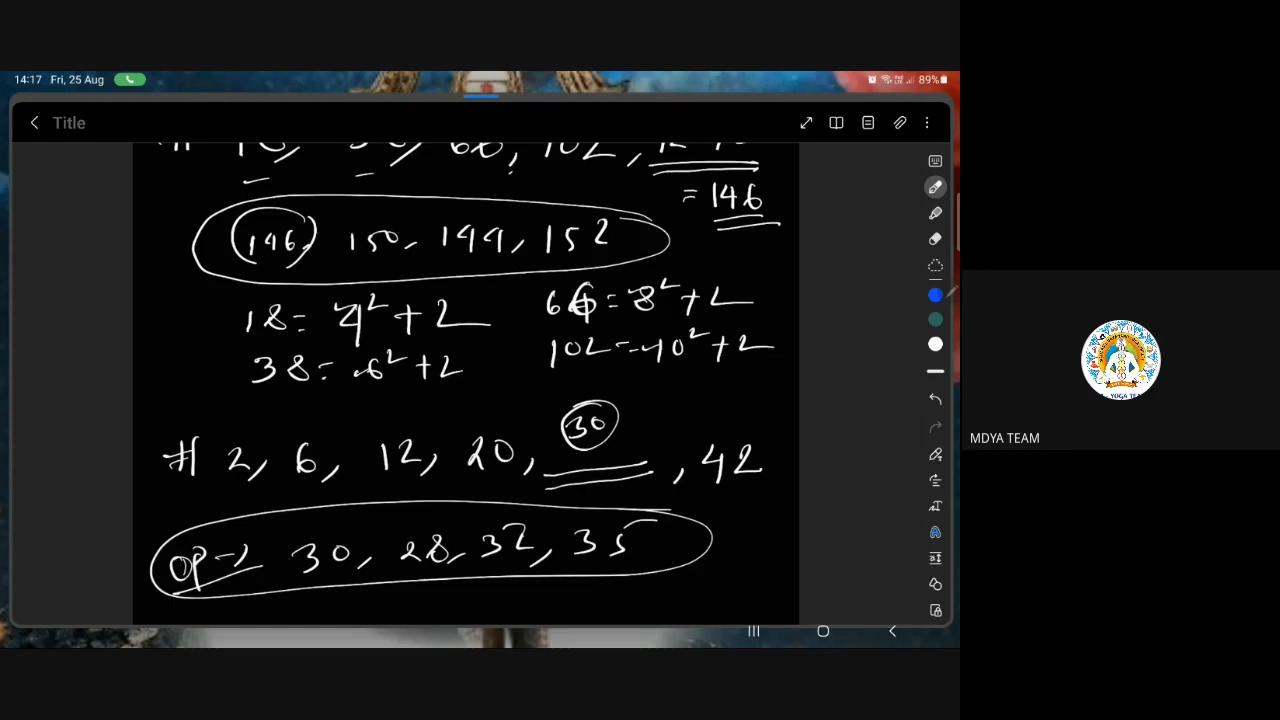 14:17 Fri, 25 Aug 89%
Title
102,
= 146
146, 150, 144, 152
18 = 4² + 2 66 = 8² + 2
38 = 6² + 2 102 = 10² + 2
30
# 2, 6, 12, 20, , 42
MDYA TEAM
OP→ 30, 28, 32, 35